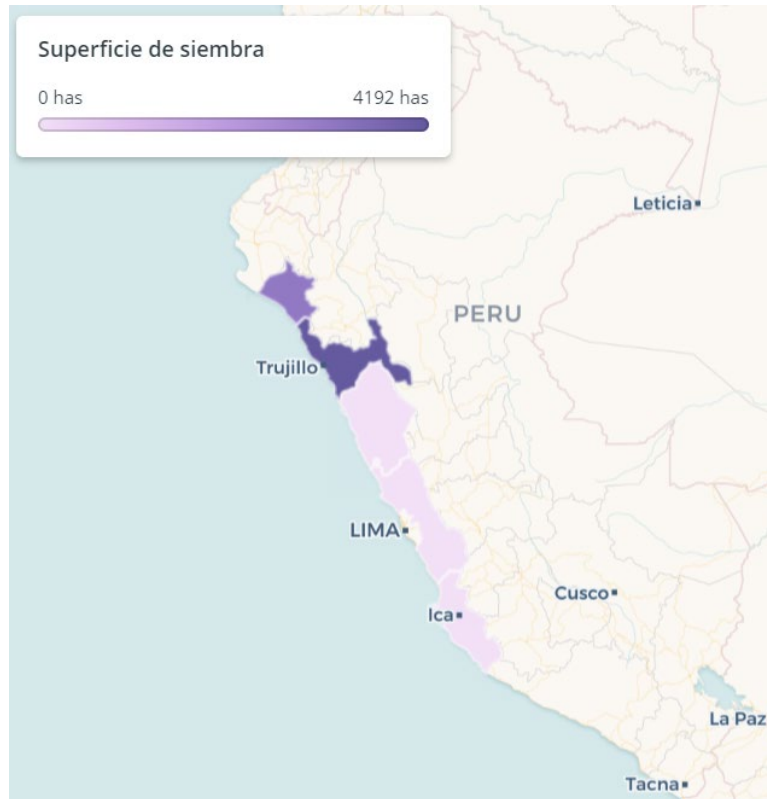 Superficie de siembra
0 has 4192 has
Leticia
PERU
Trujillo
LIMA
Cusco
Ica
La Paz
Tacna